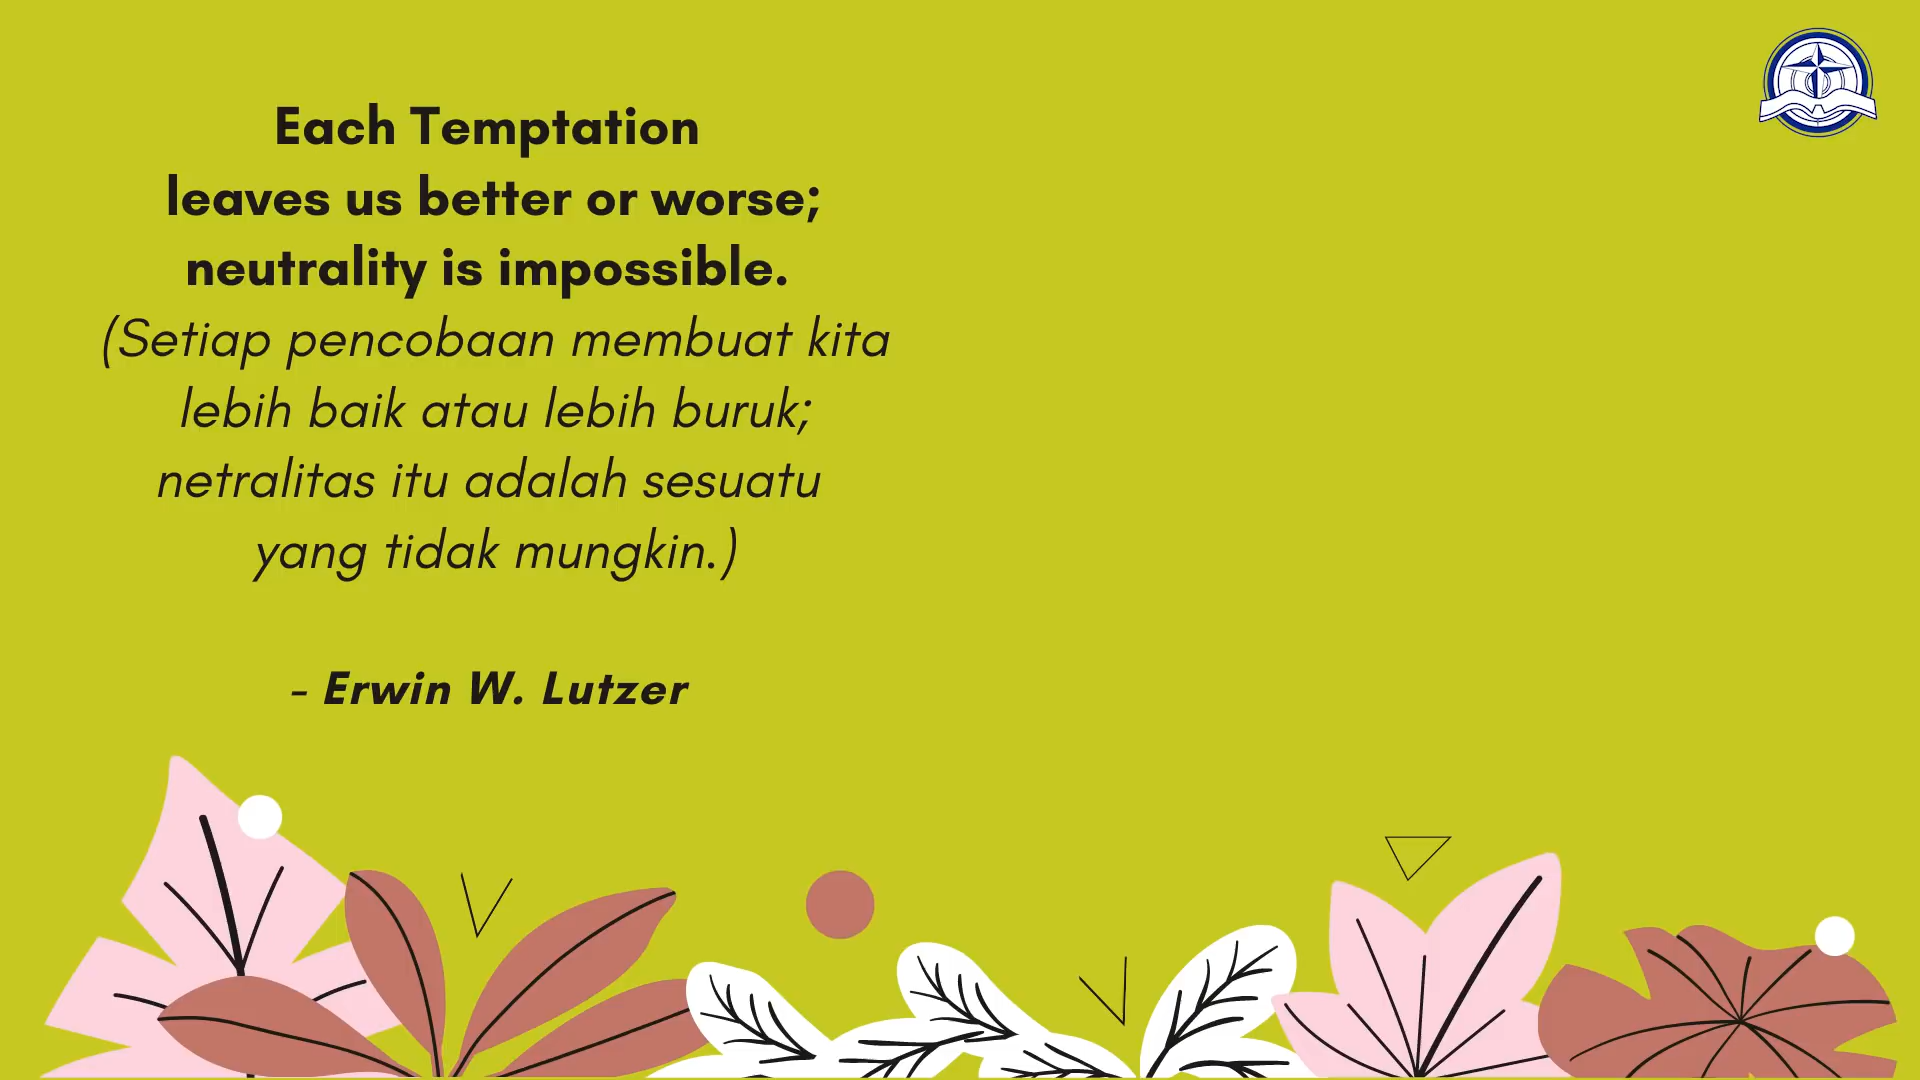 Each Temptation
leaves us better or worse;
neutrality is impossible.
(Setiap pencobaan membuat kita
lebih baik atau lebih buruk;
netralitas itu adalah sesuatu
yang tidak mungkin.)
- Erwin W. Lutzer